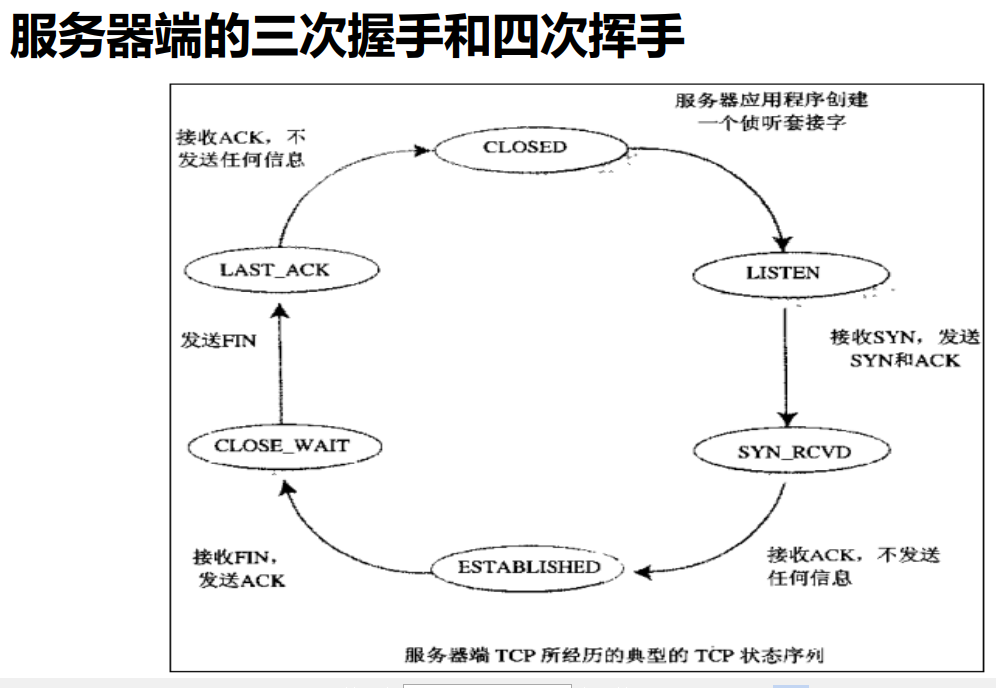 服务器端的三次握手和四次挥手
服务器应用程序创建
一个侦听套接字
接收ACK，不
发送任何信息
CLOSED
LAST_ACK
LISTEN
发送FIN
接收SYN，发送
SYN和ACK
CLOSE_WAIT
SYN_RCVD
接收FIN，
发送ACK
ESTABLISHED
接收ACK，不发送
任何信息
服务器端 TCP 所经历的典型的 TCP 状态序列